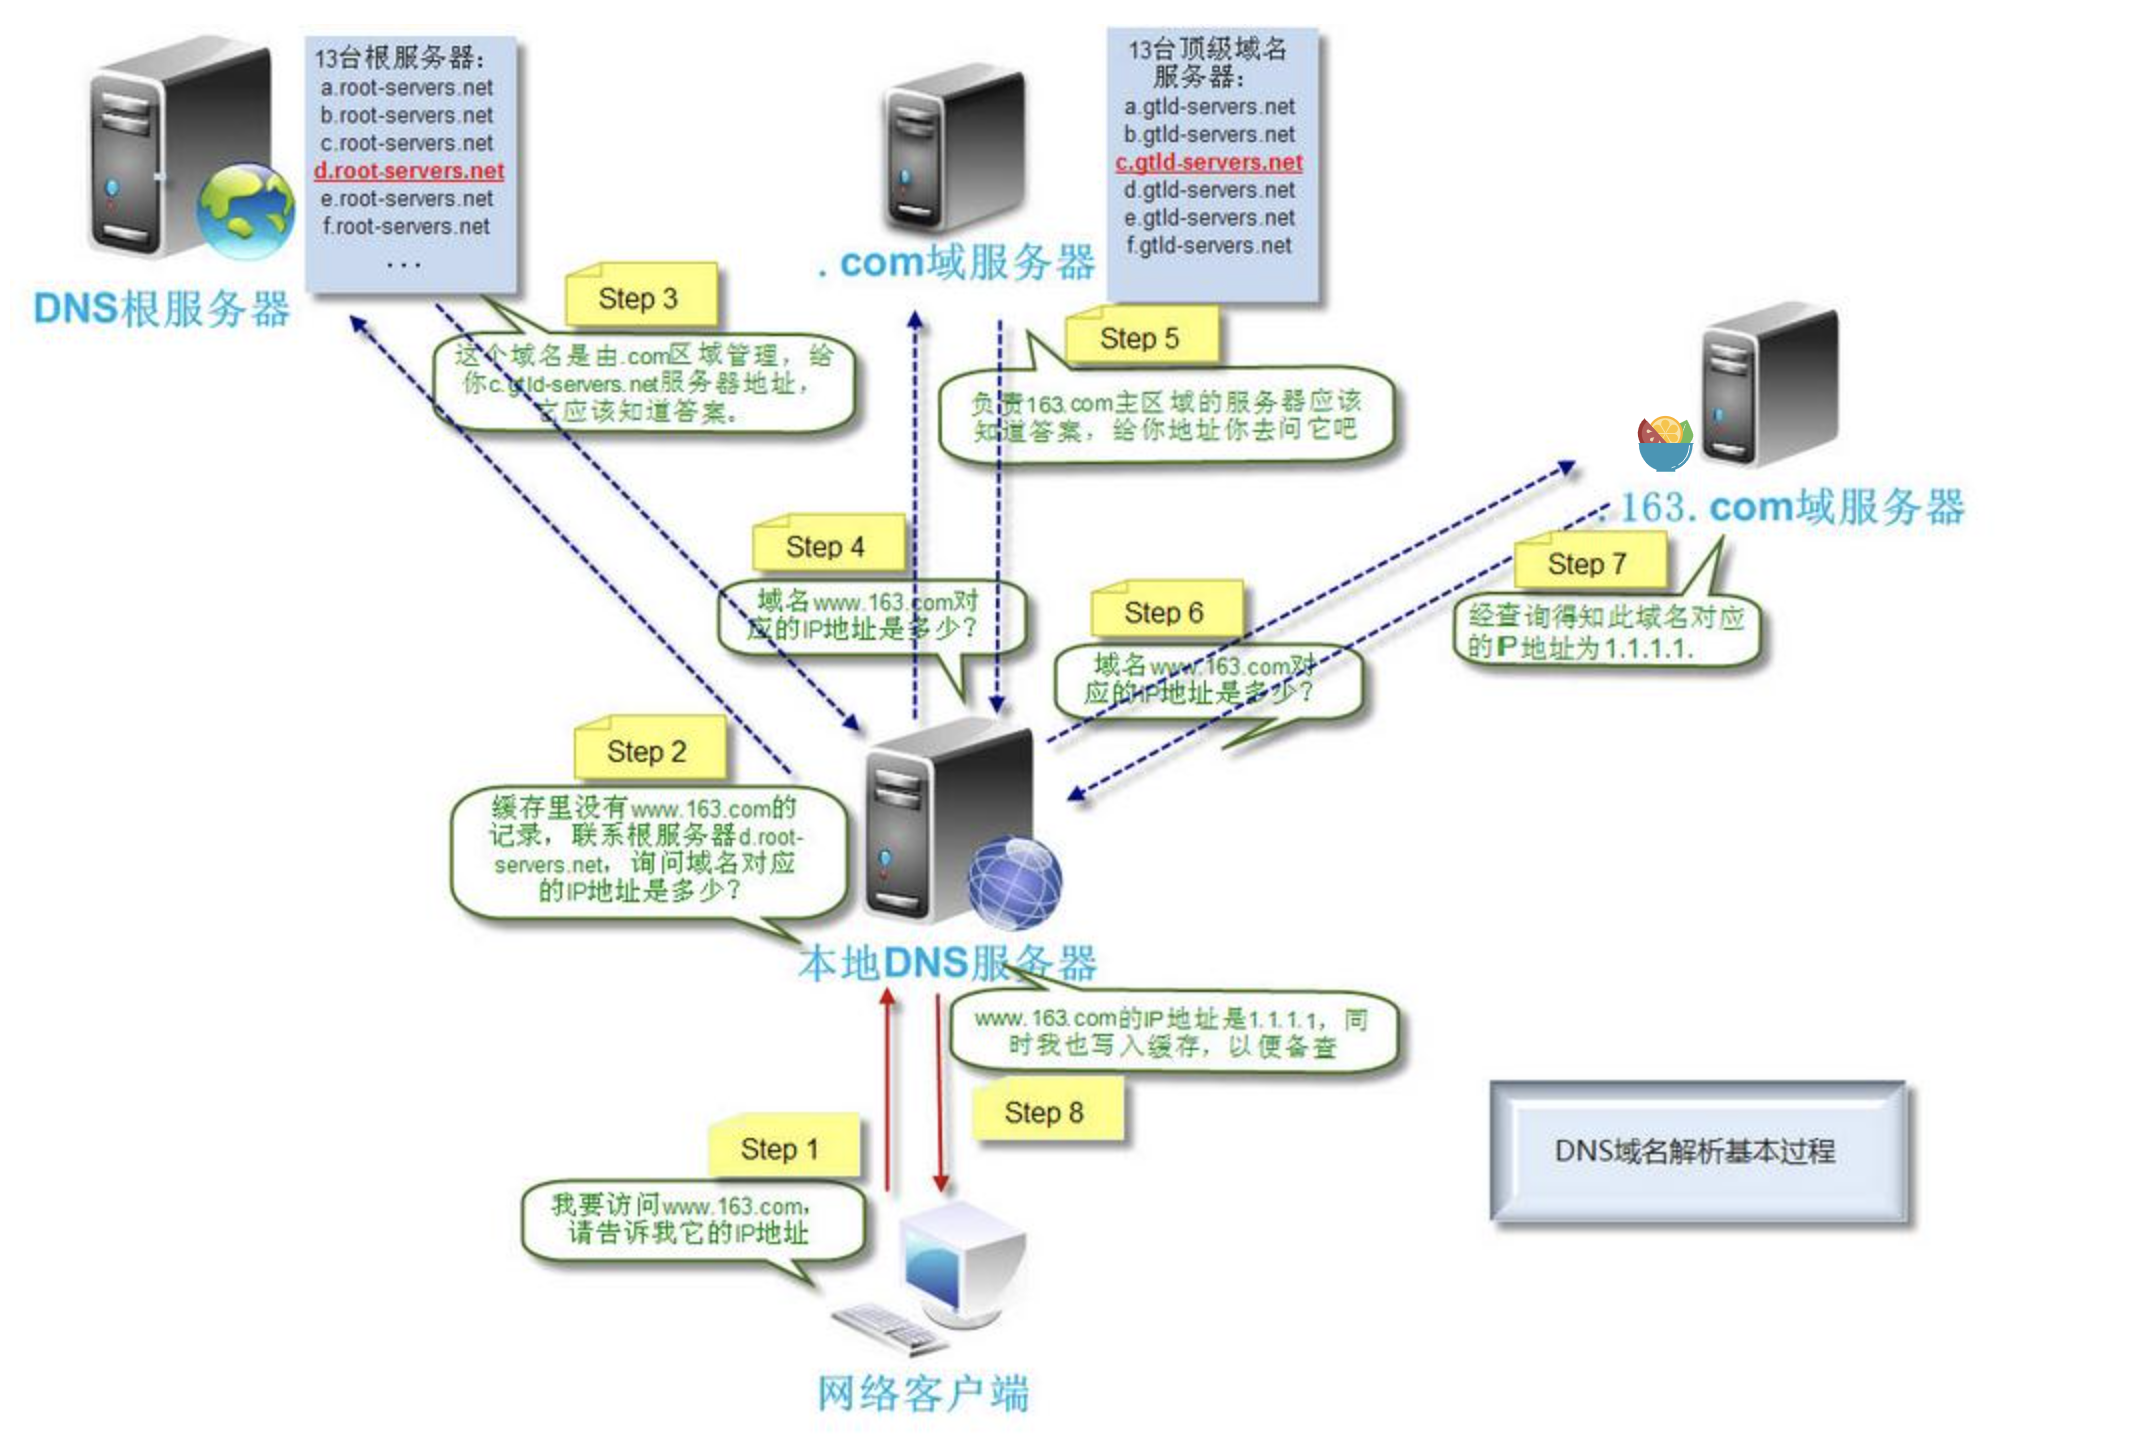 13台根服务器：
a.root-servers.net
b.root-servers.net
c.root-servers.net
d.root-servers.net
e.root-servers.net
f.root-servers.net
...
DNS根服务器
13台顶级域名
服务器：
a.gtld-servers.net
b.gtld-servers.net
c.gtld-servers.net
d.gtld-servers.net
e.gtld-servers.net
f.gtld-servers.net
.com域服务器
Step 3
这个域名是由.com区域管理，给
你c.gtld-servers.net服务器地址，
它应该知道答案。
Step 5
负责163.com主区域的服务器应该
知道答案，给你地址你去问它吧
.163.com域服务器
Step 4
域名www.163.com对
应的IP地址是多少？
Step 6
域名www.163.com对
应的IP地址是多少？
Step 7
经查询得知此域名对应
的IP地址为1.1.1.1.
Step 2
缓存里没有www.163.com的
记录，联系根服务器d.root-
servers.net，询问域名对应
的IP地址是多少？
本地DNS服务器
www.163.com的IP地址是1.1.1.1，同
时我也写入缓存，以便备查
Step 8
Step 1
我要访问www.163.com，
请告诉我它的IP地址
网络客户端
DNS域名解析基本过程